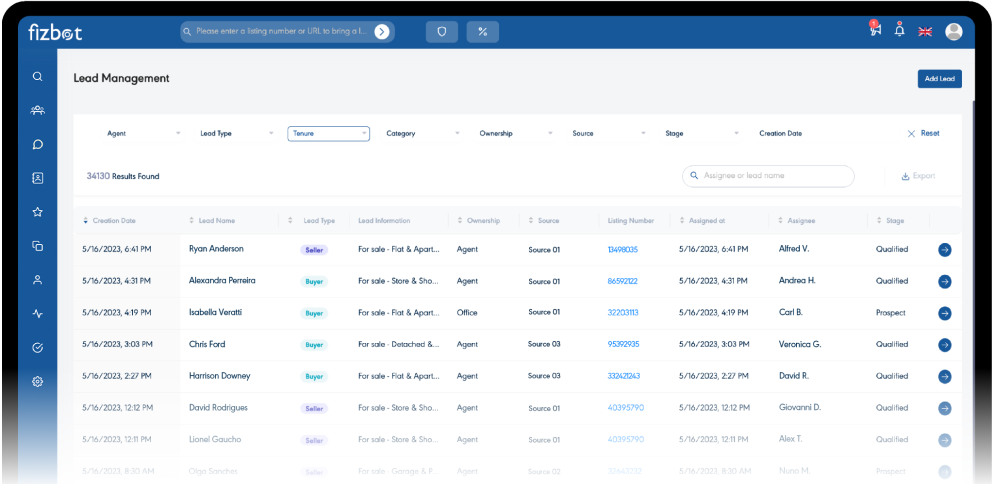 fizbot
Please enter a listing number or URL to bring a l...
%
1
Lead Management
Add Lead
Agent Lead Type Tenure Category Ownership Source Stage Creation Date Reset
34130 Results Found
Assignee or lead name
Export
Creation Date Lead Name Lead Type Lead Information Ownership Source Listing Number Assigned at Assignee Stage
5/16/2023, 6:41 PM Ryan Anderson Seller For sale - Flat & Apart... Agent Source 01 13498035 5/16/2023, 6:41 PM Alfred V. Qualified
5/16/2023, 4:31 PM Alexandra Perreira Buyer For sale - Store & Sho... Agent Source 01 86592122 5/16/2023, 4:31 PM Andrea H. Qualified
5/16/2023, 4:19 PM Isabella Veratti Buyer For sale - Flat & Apart... Office Source 01 32203113 5/16/2023, 4:19 PM Carl B. Prospect
5/16/2023, 3:03 PM Chris Ford Buyer For sale - Detached &... Agent Source 03 95392935 5/16/2023, 3:03 PM Veronica G. Qualified
5/16/2023, 2:27 PM Harrison Downey Buyer For sale - Flat & Apart... Agent Source 03 332421243 5/16/2023, 2:27 PM David R. Qualified
5/16/2023, 12:12 PM David Rodrigues Seller For sale - Store & Sho... Agent Source 01 40395790 5/16/2023, 12:12 PM Giovanni D. Qualified
5/16/2023, 12:11 PM Lionel Gaucho Seller For sale - Store & Sho... Agent Source 01 40395790 5/16/2023, 12:11 PM Alex T. Qualified
5/16/2023, 8:30 AM Olga Sanches Seller For sale - Garage & P... Agent Source 02 5/16/2023, 8:30 AM Nuno M. Prospect